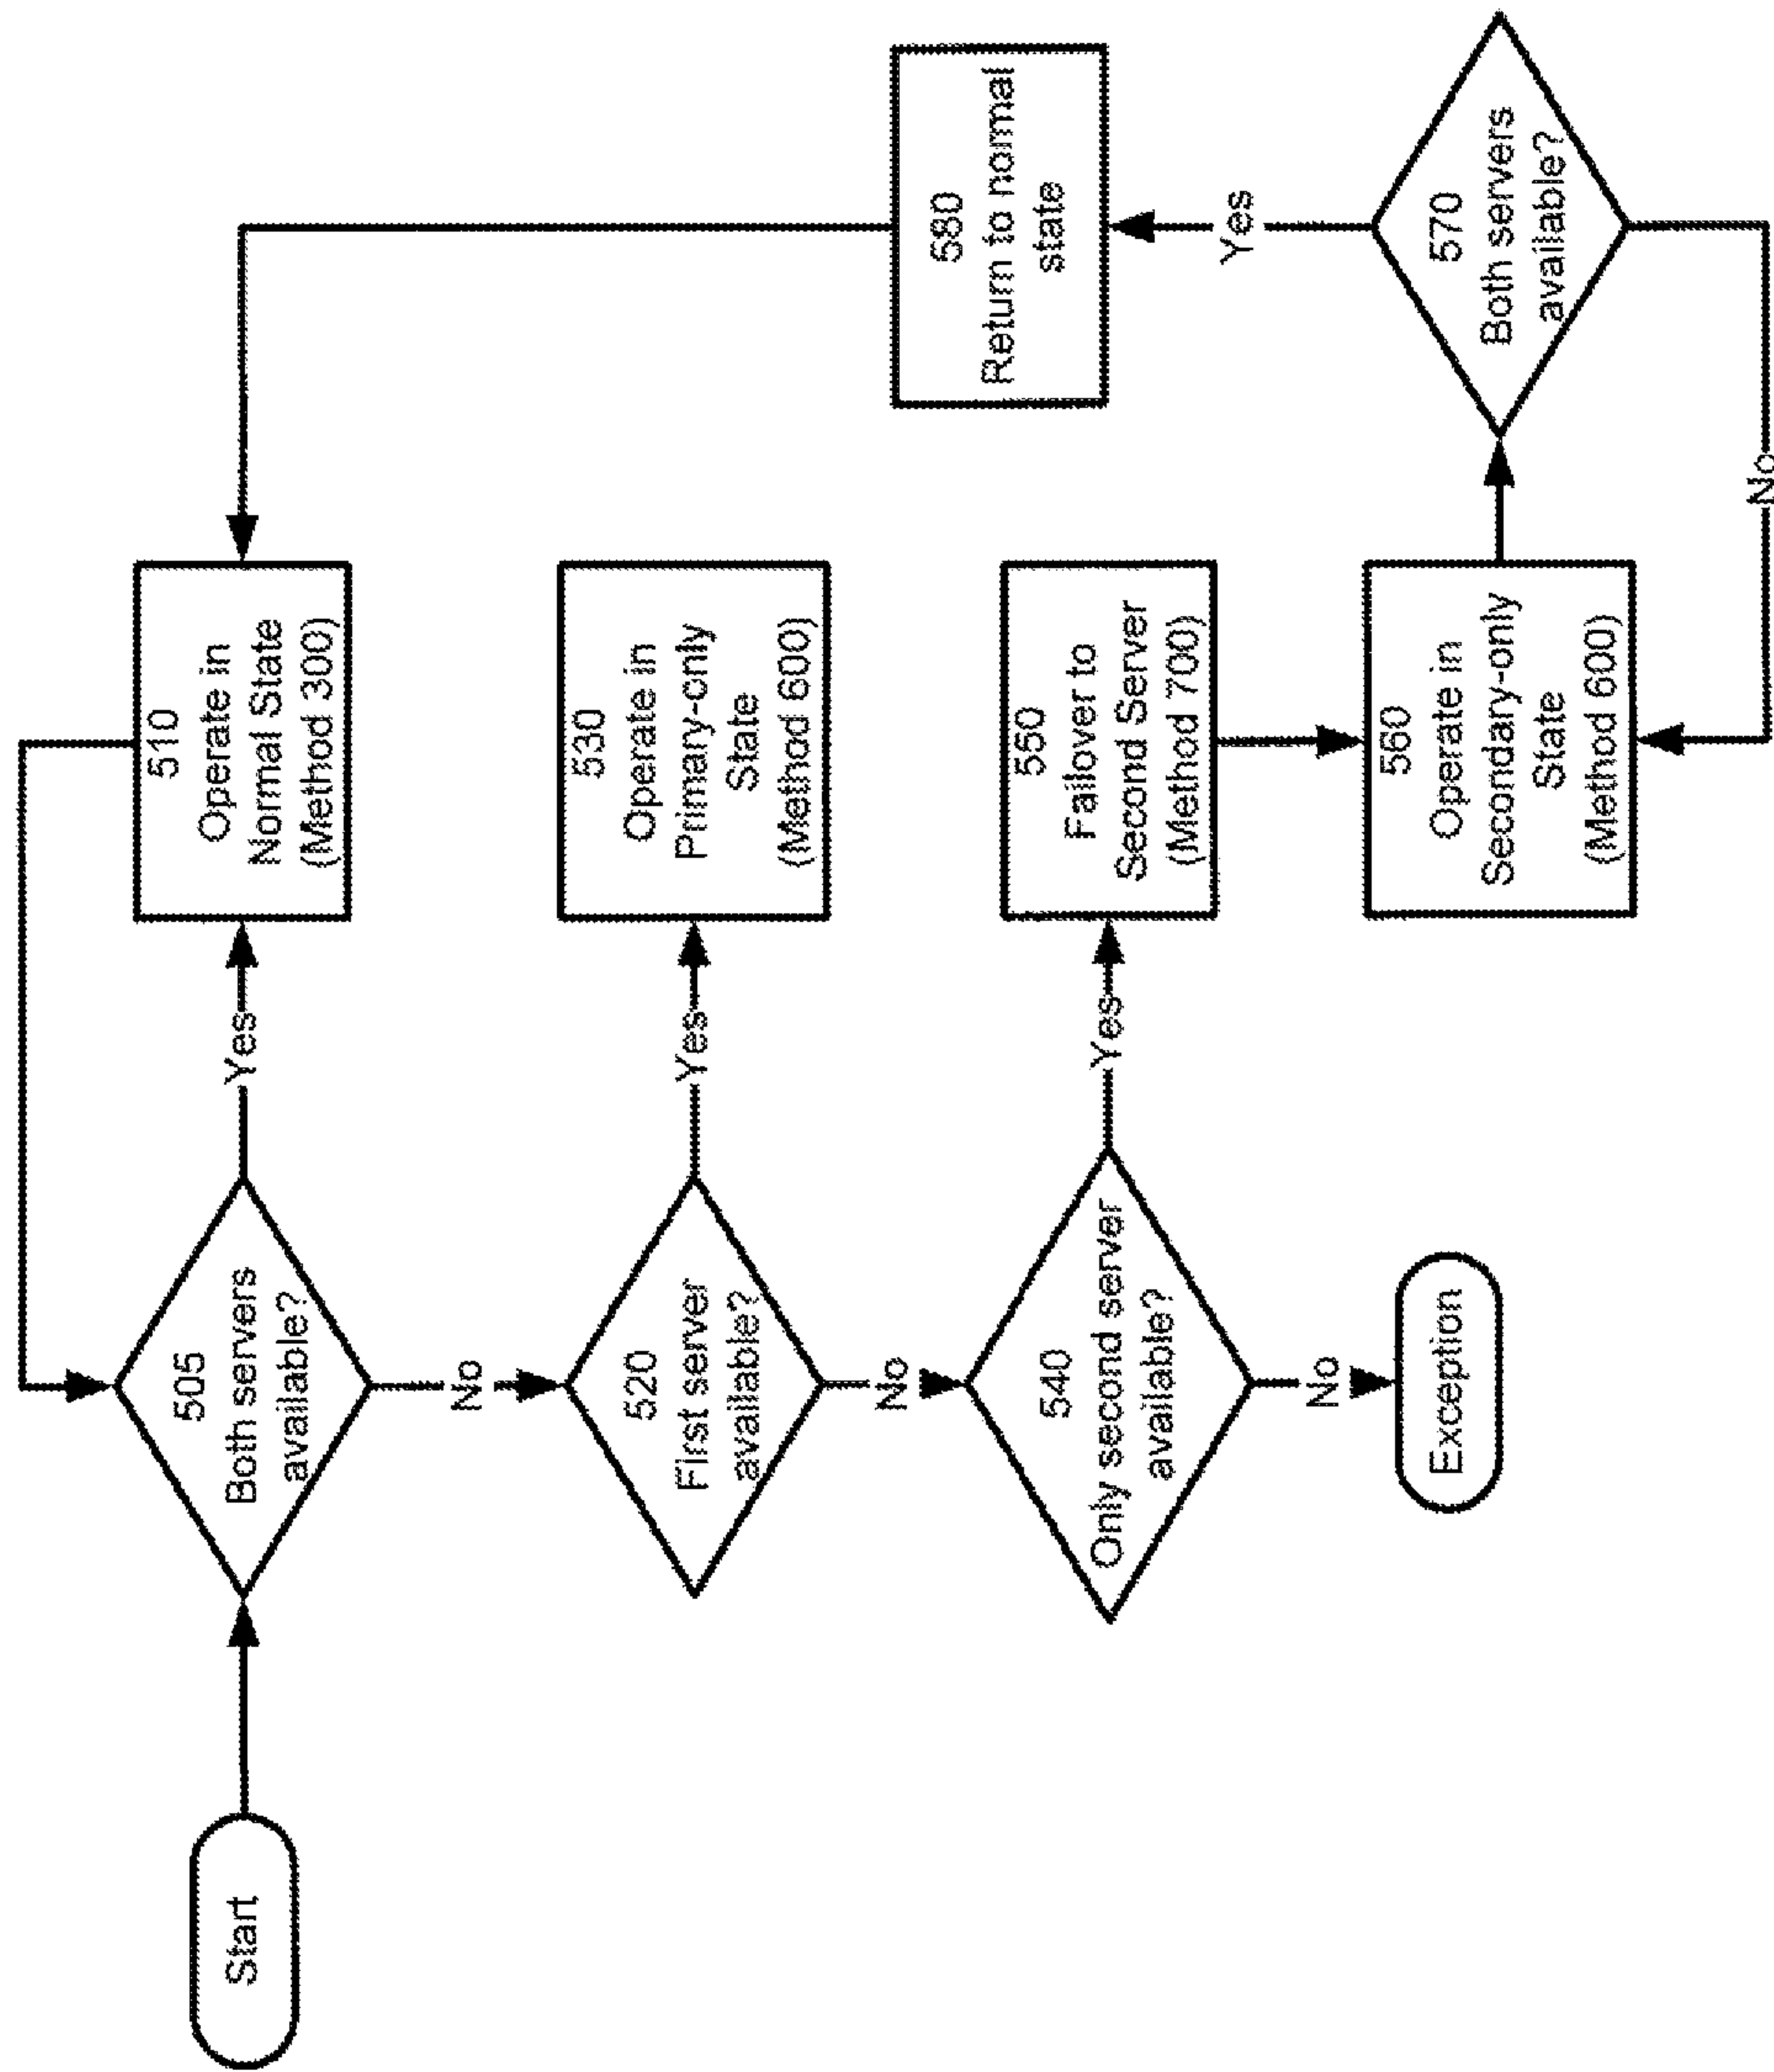 Start
505
Both servers
available?
Yes
510
Operate in
Normal State
(Method 300)
No
520
First server
available?
Yes
530
Operate in
Primary-only
State
(Method 600)
No
540
Only second server
available?
Yes
550
Failover to
Second Server
(Method 700)
No
Exception
560
Operate in
Secondary-only
State
(Method 600)
570
Both servers
available?
No
Yes
580
Return to normal
state